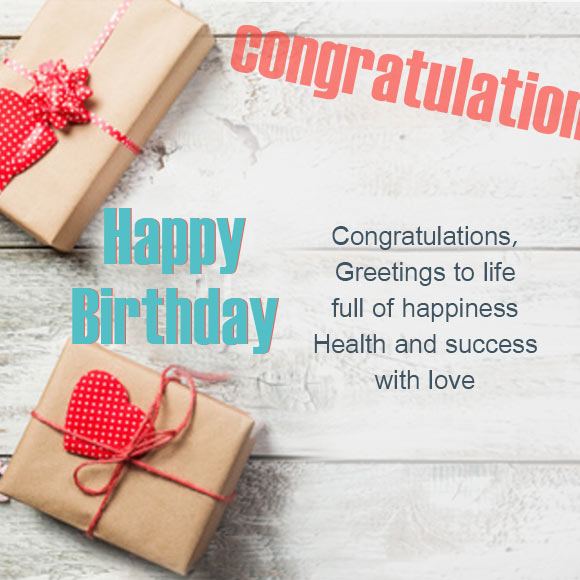 congratulation
Happy
Birthday
Congratulations,
Greetings to life
full of happiness
Health and success
with love